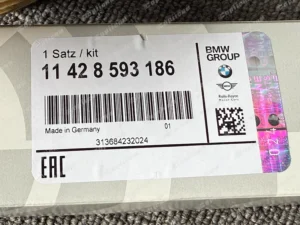 1 Satz / kit
11 42 8 593 186
BMW
GROUP
Made in Germany
01
313684232024
EAC